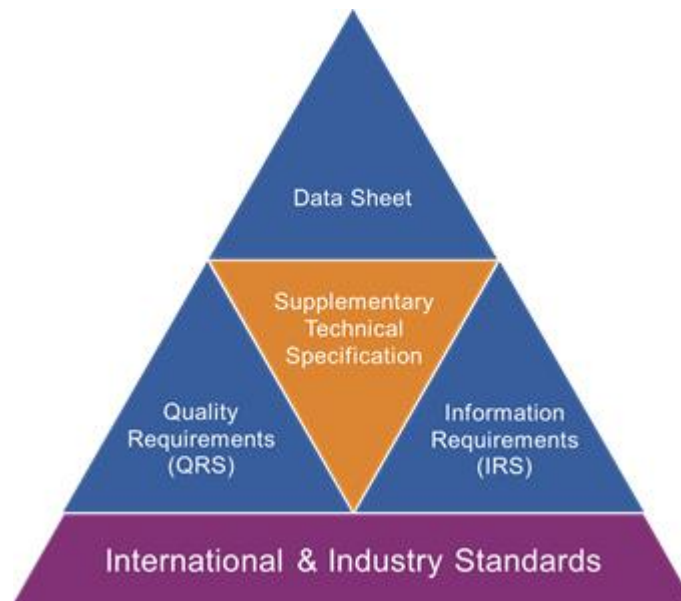 Data Sheet
Supplementary
Technical
Specification
Quality
Requirements
(QRS)
Information
Requirements
(IRS)
International & Industry Standards